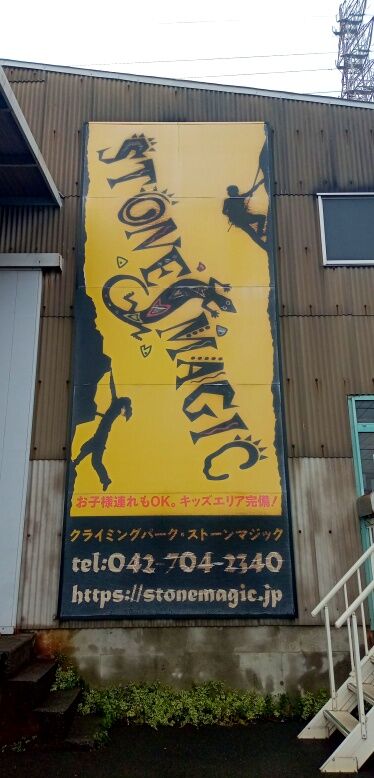 STONE MAGIC
お子様連れもOK。キッズエリア完備！
クライミングパーク・ストーンマジック
tel:042-704-2340
https://stonemagic.jp